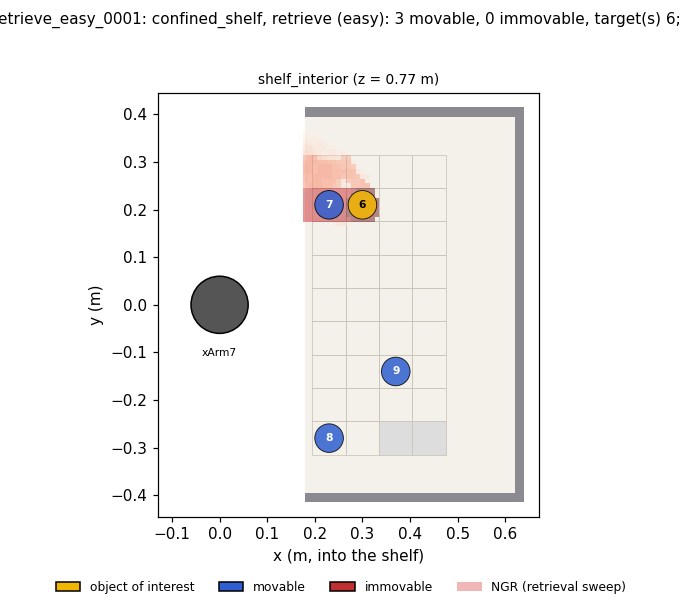 etrieve_easy_0001: confined_shelf, retrieve (easy): 3 movable, 0 immovable, target(s) 6;
shelf_interior (z = 0.77 m)
0.4
0.3
0.2
0.1
0.0
−0.1
−0.2
−0.3
−0.4
y (m)
7
6
xArm7
9
8
−0.1
0.0
0.1
0.2
0.3
0.4
0.5
0.6
x (m, into the shelf)
object of interest
movable
immovable
NGR (retrieval sweep)